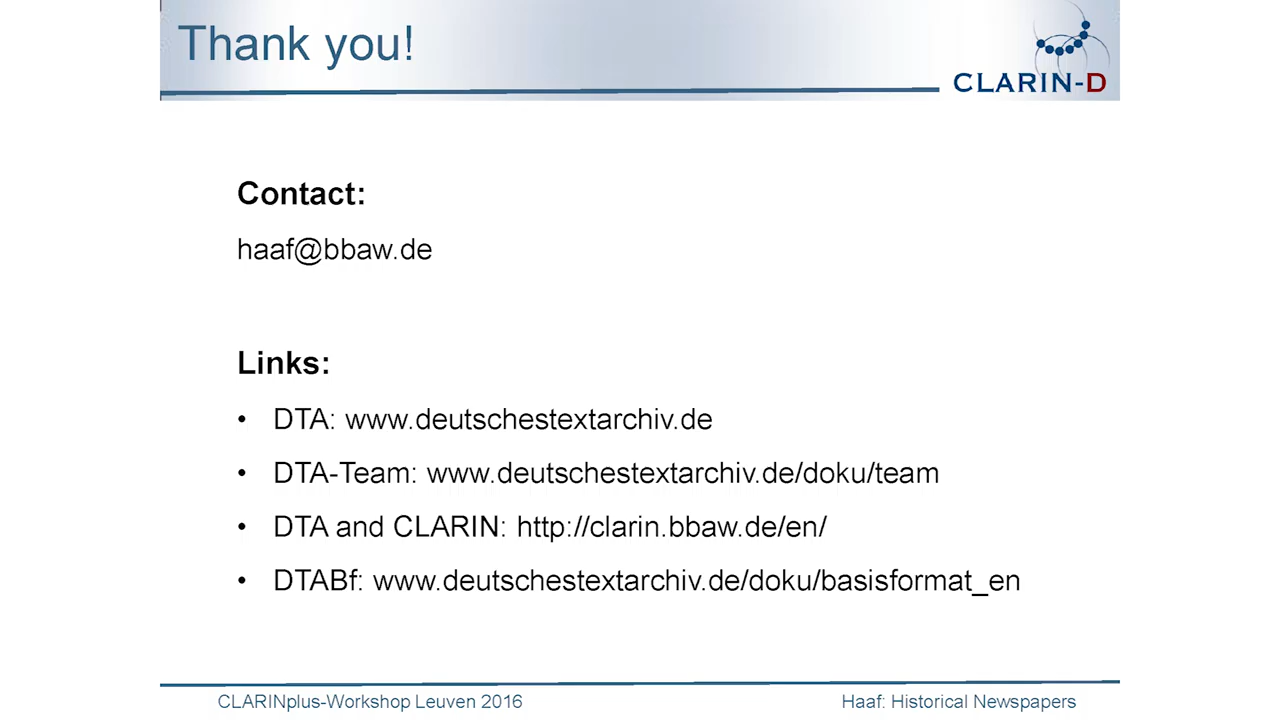 Thank you!
CLARIN-D
Contact:
haaf@bbaw.de
Links:
• DTA: www.deutschestextarchiv.de
• DTA-Team: www.deutschestextarchiv.de/doku/team
• DTA and CLARIN: http://clarin.bbaw.de/en/
• DTABf: www.deutschestextarchiv.de/doku/basisformat_en
CLARINplus-Workshop Leuven 2016
Haaf: Historical Newspapers